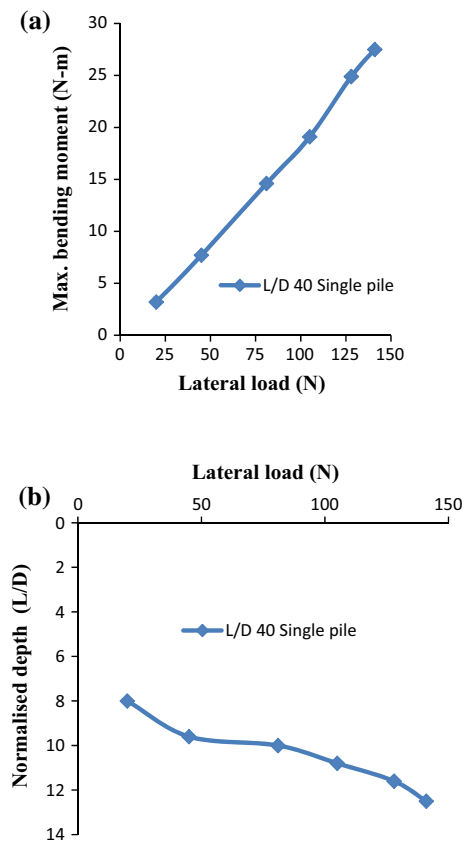 (a)
Max. bending moment (N-m)
30
25
20
15
10
5
0
L/D 40 Single pile
0 25 50 75 100 125 150
Lateral load (N)
Lateral load (N)
(b)
0 50 100 150
Normalised depth (L/D)
0
2
4
6
8
10
12
14
L/D 40 Single pile